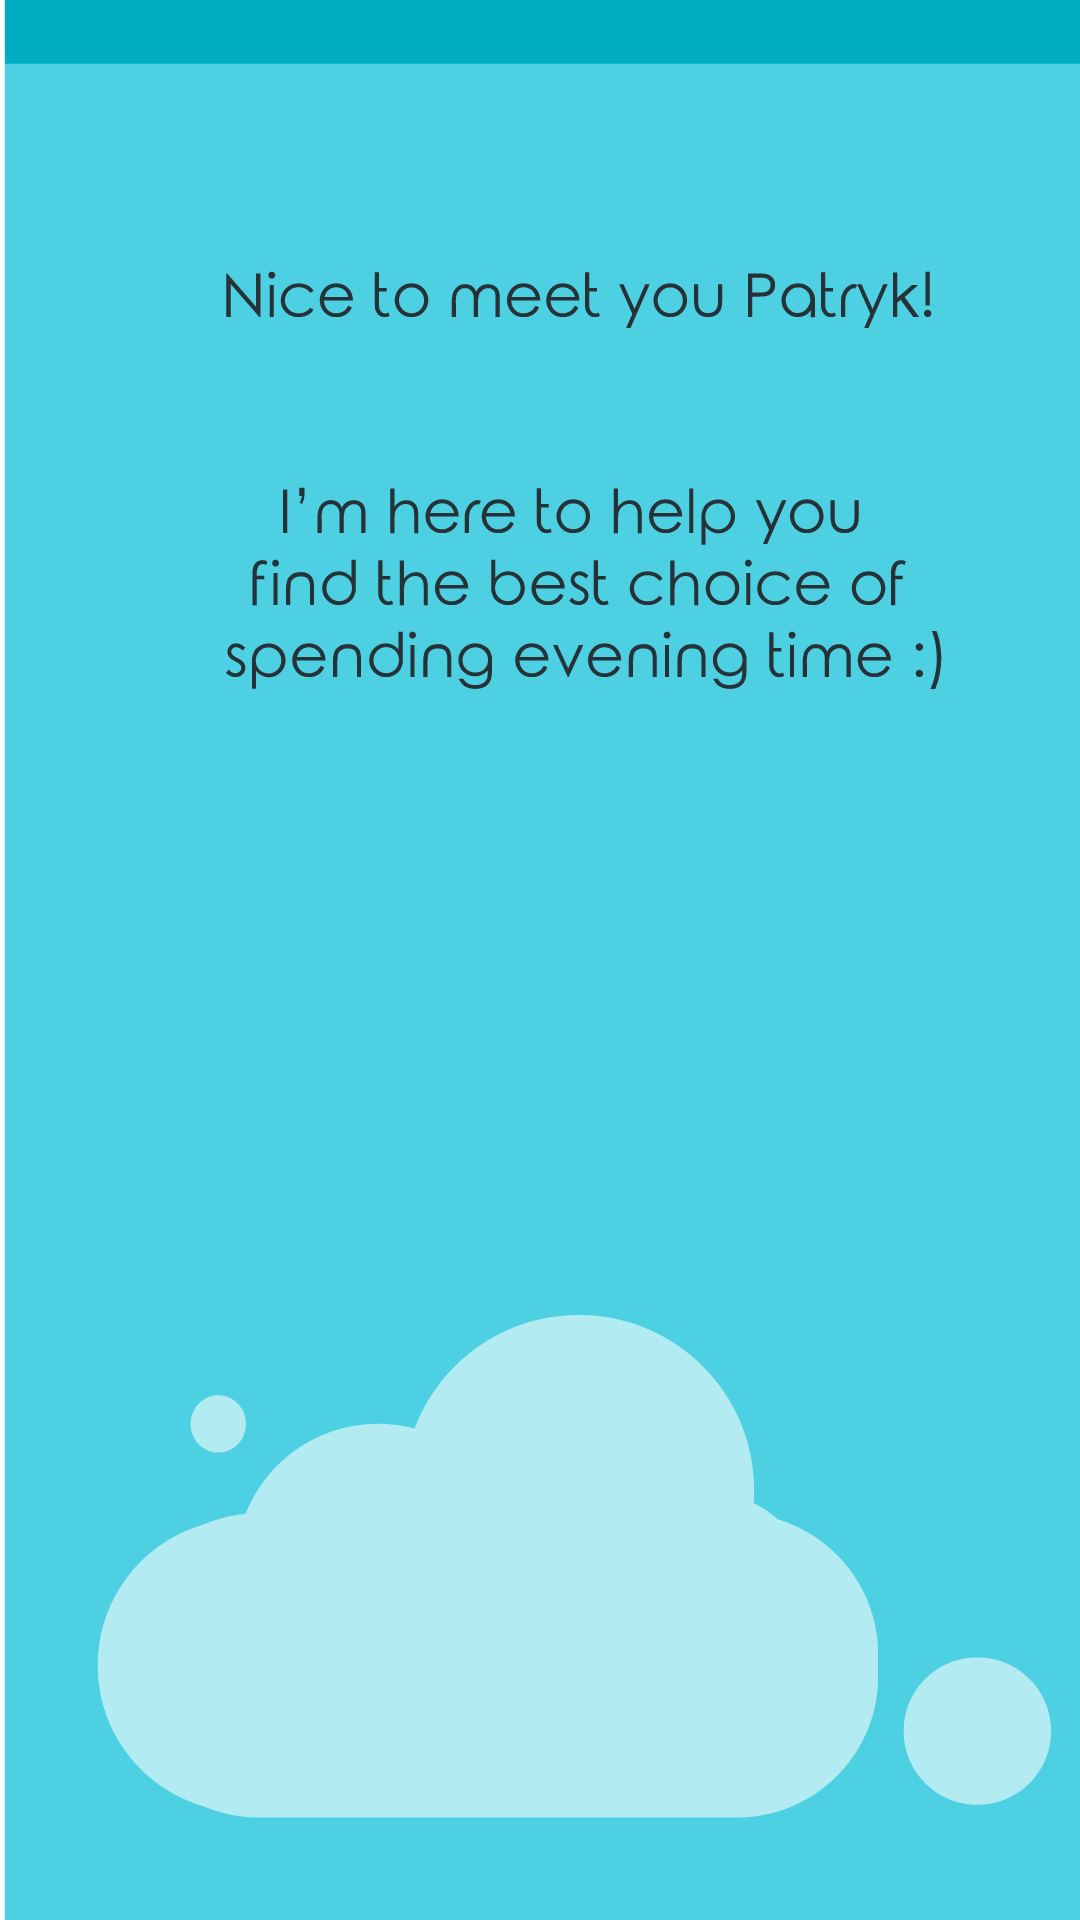 Nice to meet you Patryk!
I’m here to help you
find the best choice of
spending evening time :)